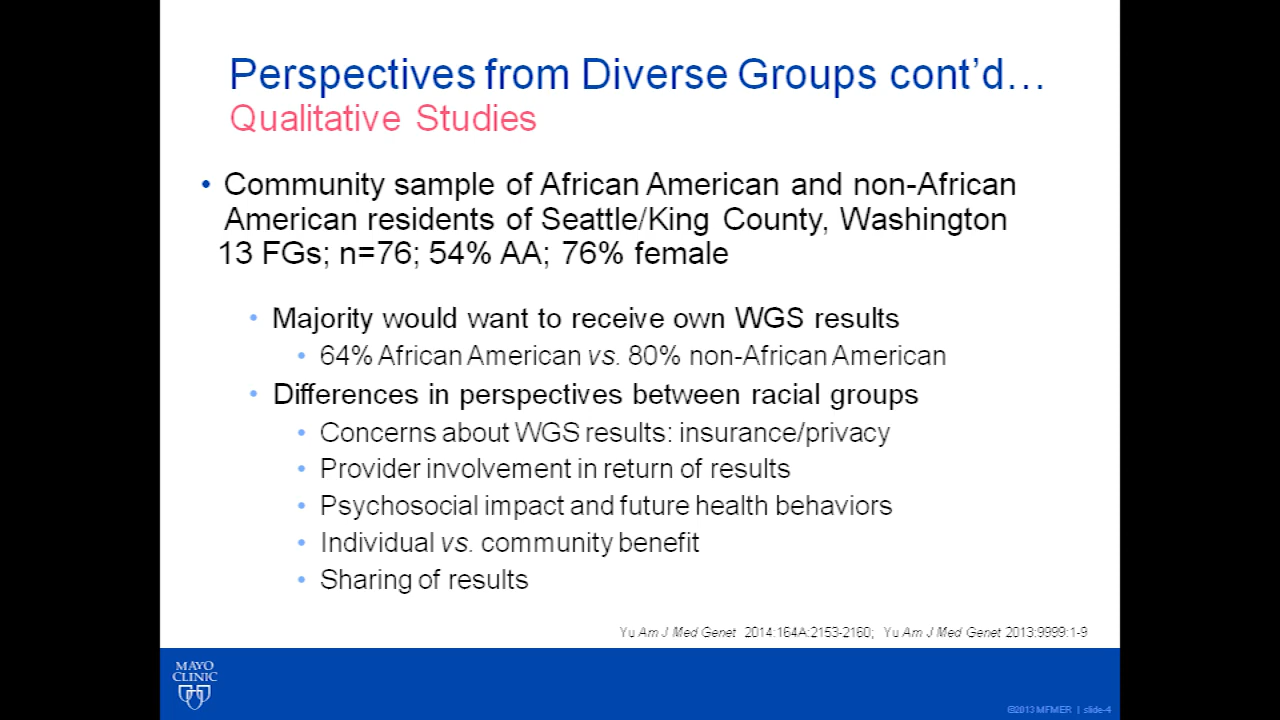 Perspectives from Diverse Groups cont’d…
Qualitative Studies
• Community sample of African American and non-African
American residents of Seattle/King County, Washington
13 FGs; n=76; 54% AA; 76% female
• Majority would want to receive own WGS results
• 64% African American vs. 80% non-African American
• Differences in perspectives between racial groups
• Concerns about WGS results: insurance/privacy
• Provider involvement in return of results
• Psychosocial impact and future health behaviors
• Individual vs. community benefit
• Sharing of results
Yu Am J Med Genet 2014:164A:2153-2160; Yu Am J Med Genet 2013:9999:1-9
MAYO
CLINIC
©2013 MFMER | slide-4